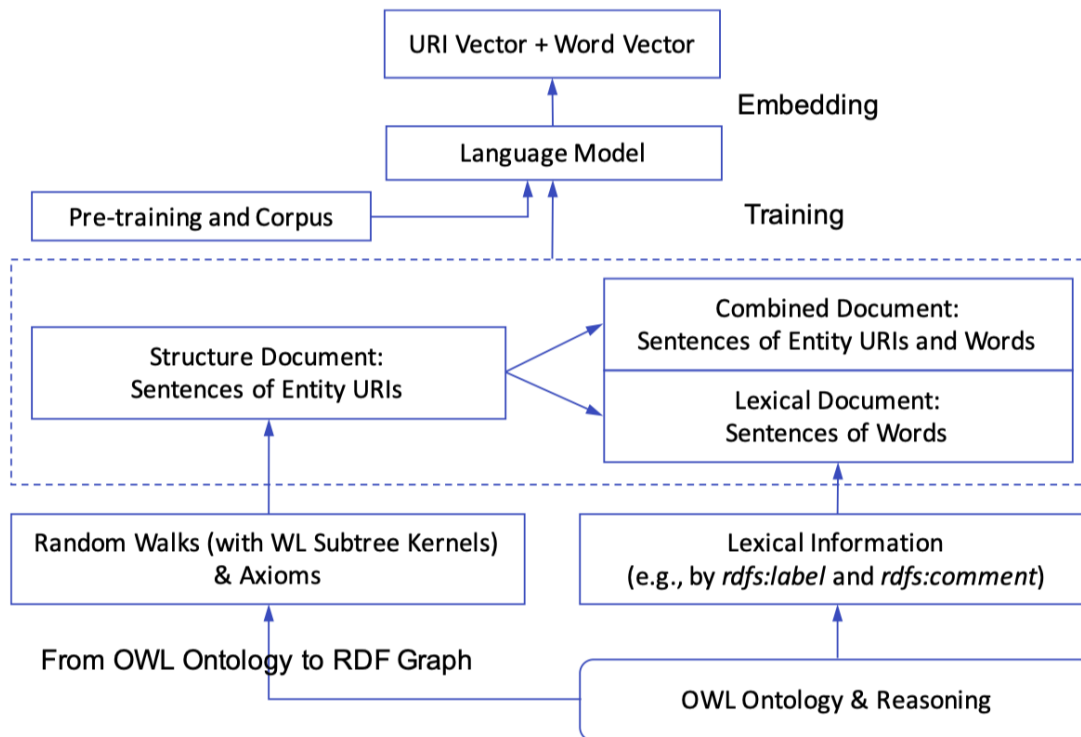 URI Vector + Word Vector
Embedding
Language Model
Pre-training and Corpus
Training
Combined Document:
Sentences of Entity URIs and Words
Structure Document:
Sentences of Entity URIs
Lexical Document:
Sentences of Words
Random Walks (with WL Subtree Kernels)
& Axioms
Lexical Information
(e.g., by rdfs:label and rdfs:comment)
From OWL Ontology to RDF Graph
OWL Ontology & Reasoning